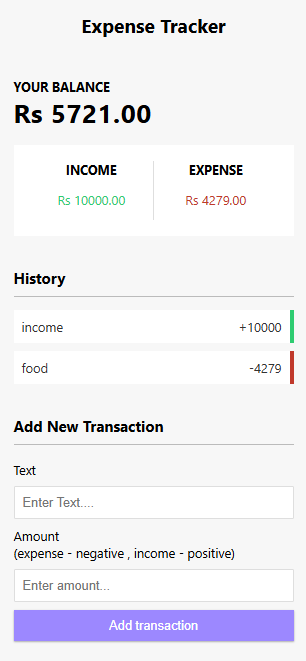 Expense Tracker
YOUR BALANCE
Rs 5721.00
INCOME EXPENSE
Rs 10000.00 Rs 4279.00
History
income +10000
food -4279
Add New Transaction
Text
Enter Text....
Amount
(expense - negative , income - positive)
Enter amount...
Add transaction